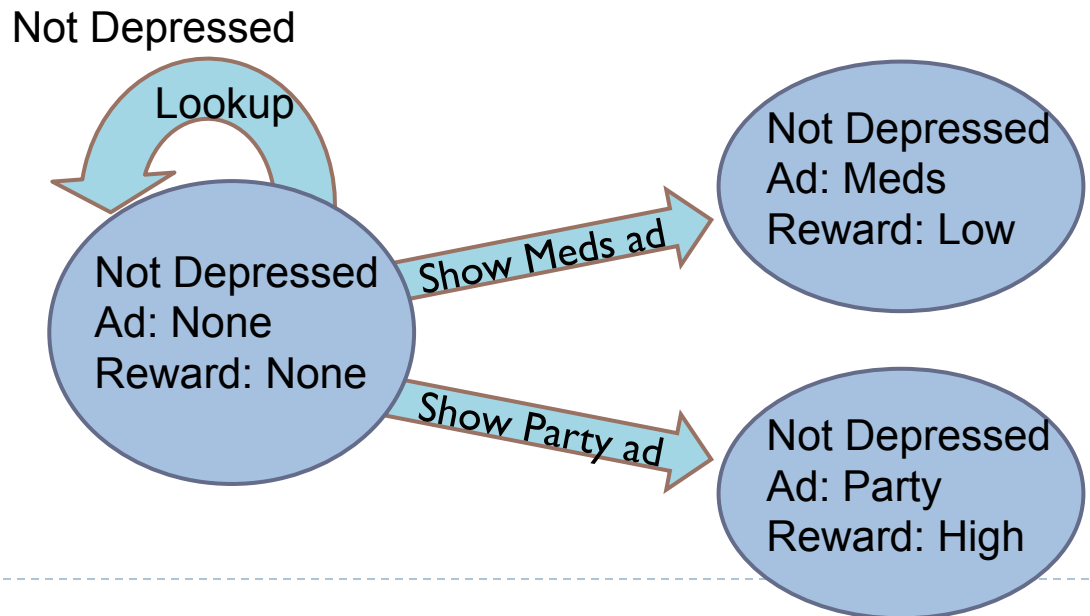 Not Depressed
Lookup
Not Depressed
Ad: None
Reward: None
Show Meds ad
Show Party ad
Not Depressed
Ad: Meds
Reward: Low
Not Depressed
Ad: Party
Reward: High